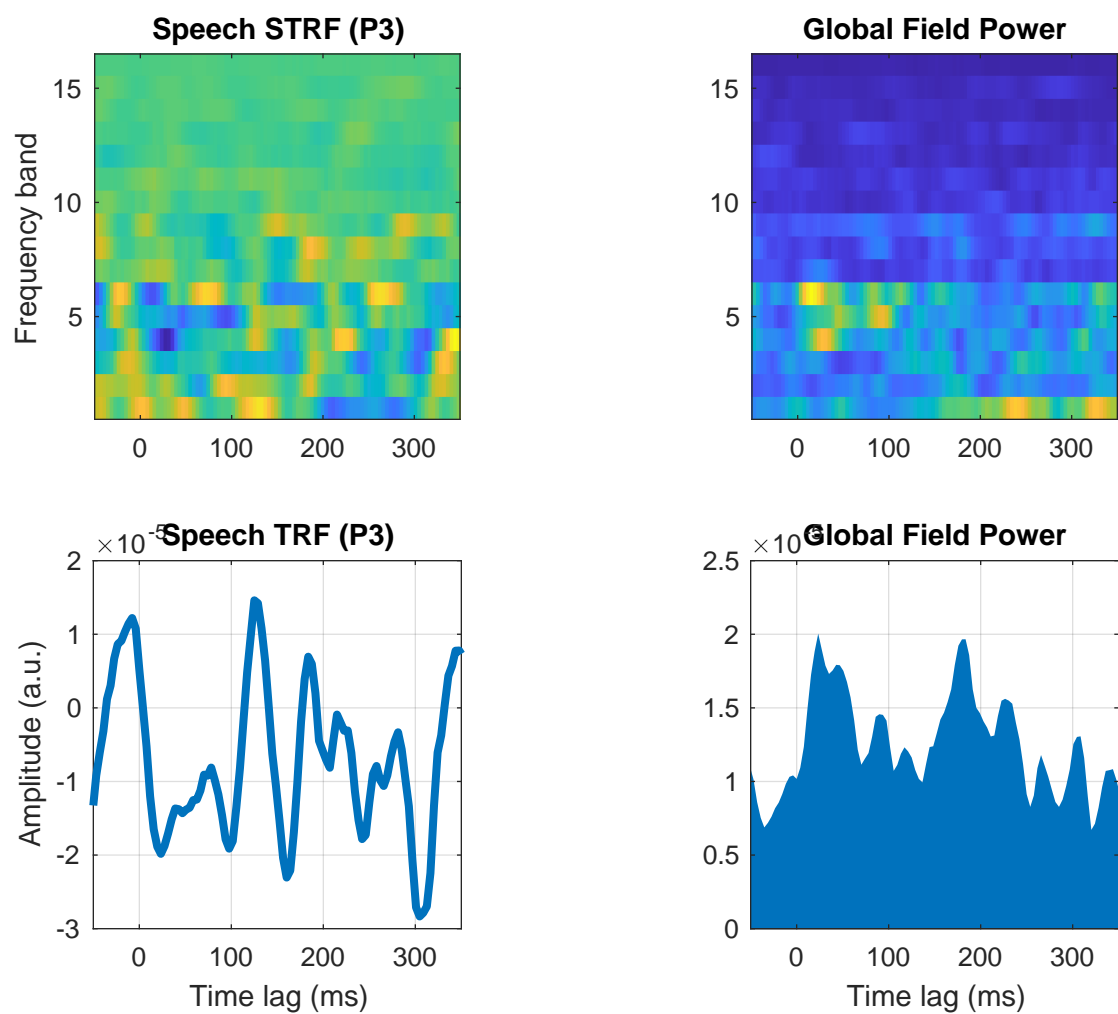 Speech STRF (P3)
Frequency band
15
10
5
0 100 200 300
Global Field Power
15
10
5
0 100 200 300
Speech TRF (P3)
×10^-5
Amplitude (a.u.)
2
1
0
-1
-2
-3
0 100 200 300
Time lag (ms)
Global Field Power
×10
2.5
2
1.5
1
0.5
0
0 100 200 300
Time lag (ms)